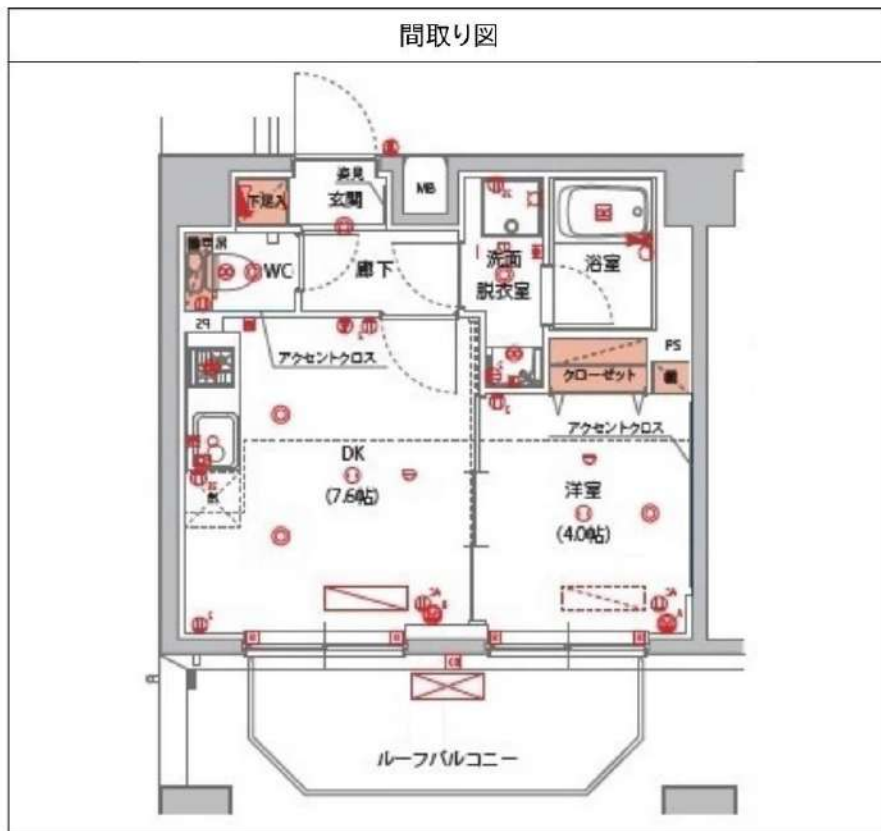 間取り図
姿見
下足入
玄関
MB
WC
廊下
洗面
脱衣室
浴室
PS
アクセントクロス
クローゼット
PS
アクセントクロス
DK
(7.6帖)
洋室
(4.0帖)
ルーフバルコニー